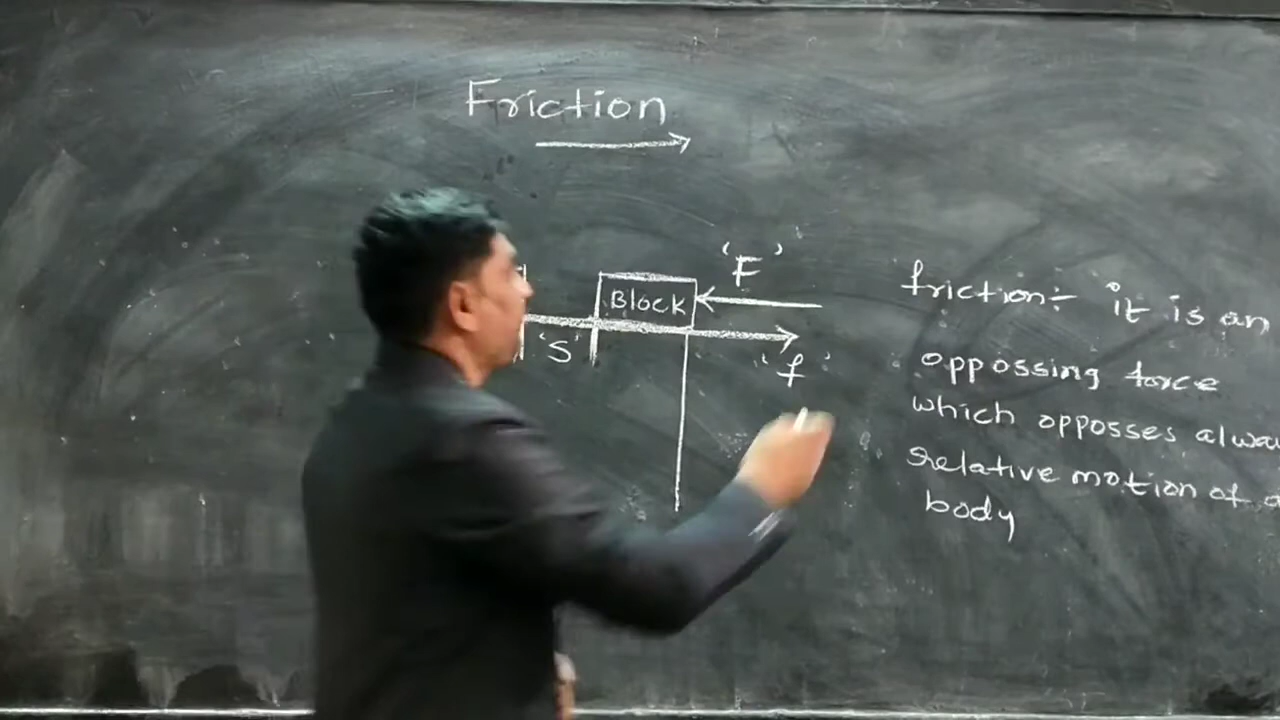 Friction
'F'
Block
'S'
'f'
friction:- it is an
oppossing force
which opposses alwa
relative motion of a
body